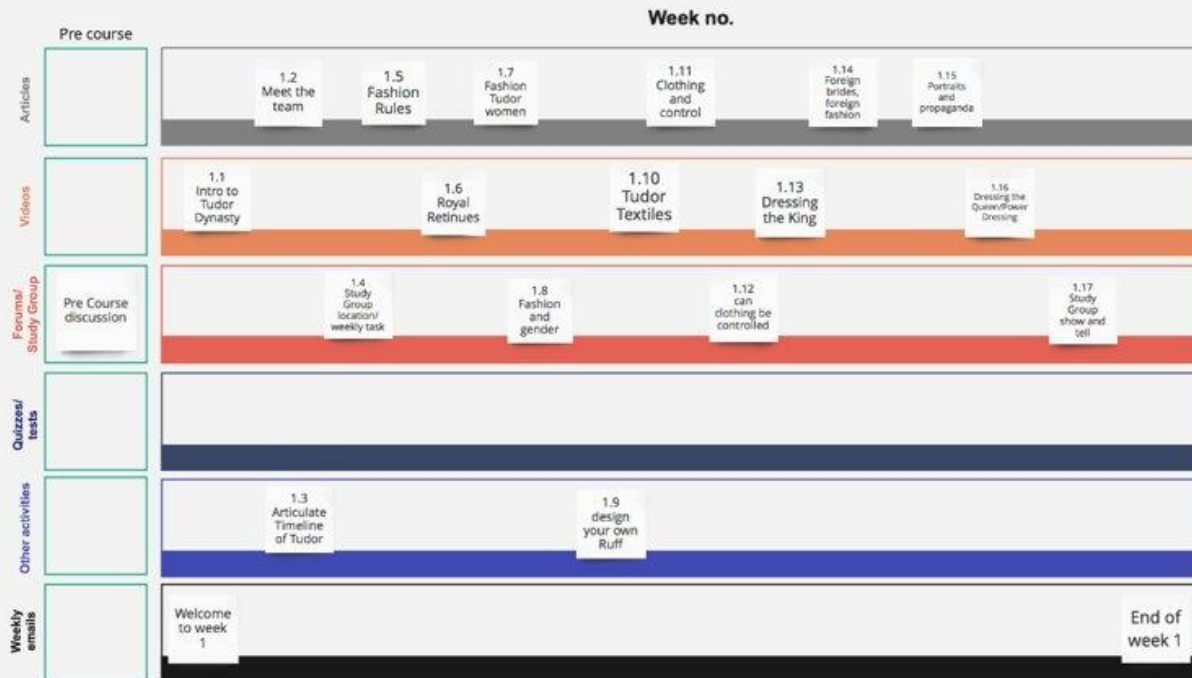 Week no.
Pre course
Articles
1.2
Meet the
team
1.5
Fashion
Rules
1.7
Fashion
Tudor
women
1.11
Clothing
and
control
1.14
Foreign
brides,
foreign
fashion
1.15
Portraits
and
propaganda
Videos
1.1
Intro to
Tudor
Dynasty
1.6
Royal
Retinues
1.10
Tudor
Textiles
1.13
Dressing
the King
1.16
Dressing the
Queen/Power
Dressing
Forums/
Study Group
Pre Course
discussion
1.4
Study
Group
location/
weekly task
1.8
Fashion
and
gender
1.12
can
clothing be
controlled
1.17
Study
Group
show and
tell
Quizzes/
tests
Other activities
1.3
Articulate
Timeline
of Tudor
1.9
design
your own
Ruff
Weekly
emails
Welcome
to week
1
End of
week 1